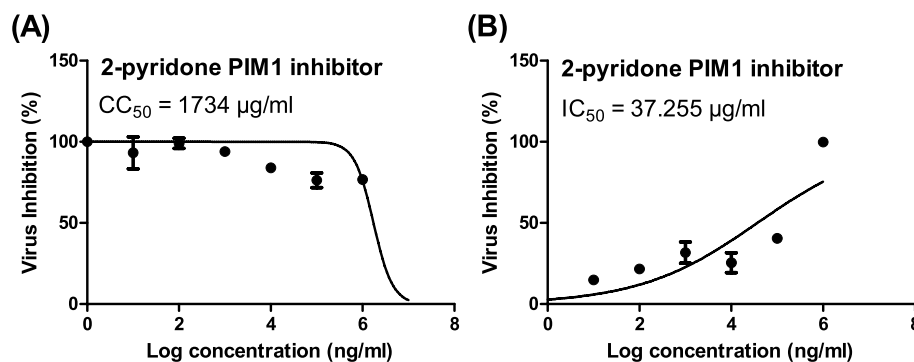 (A)
2-pyridone PIM1 inhibitor
CC50 = 1734 µg/ml
Virus Inhibition (%)
150
100
50
0
0 2 4 6 8
Log concentration (ng/ml)
(B)
2-pyridone PIM1 inhibitor
IC50 = 37.255 µg/ml
Virus Inhibition (%)
150
100
50
0
0 2 4 6 8
Log concentration (ng/ml)